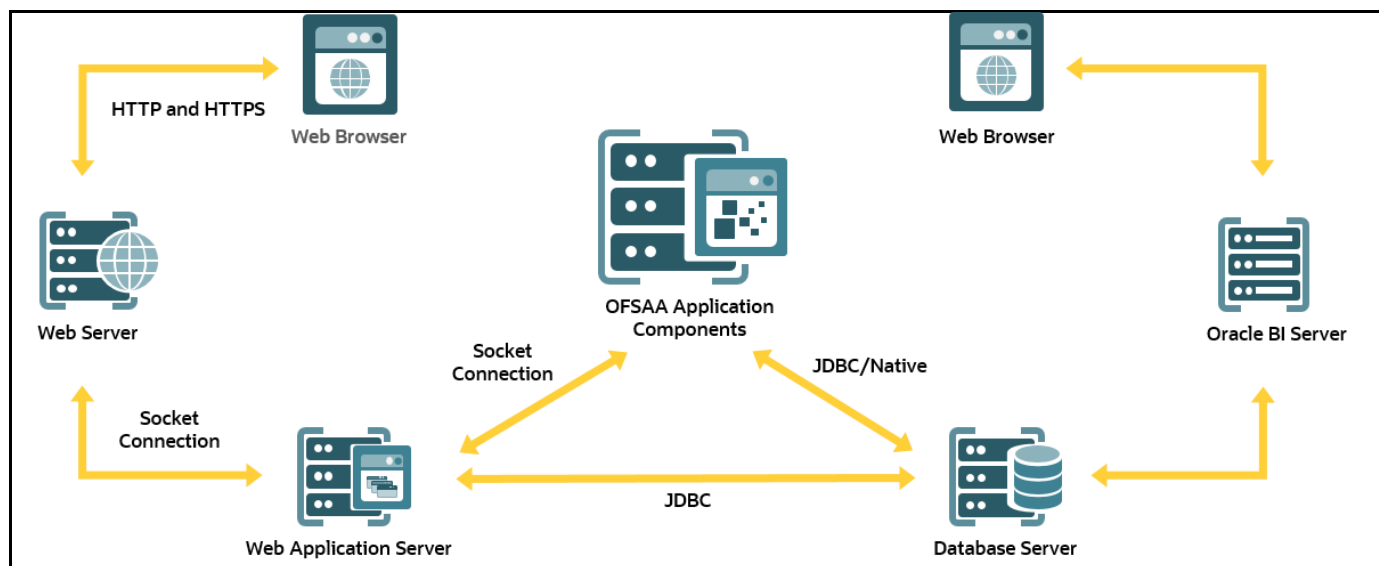 HTTP and HTTPS
Web Browser
Web Browser
OFSAA Application
Components
Web Server
Oracle BI Server
Socket
Connection
JDBC/Native
Socket
Connection
JDBC
Web Application Server
Database Server